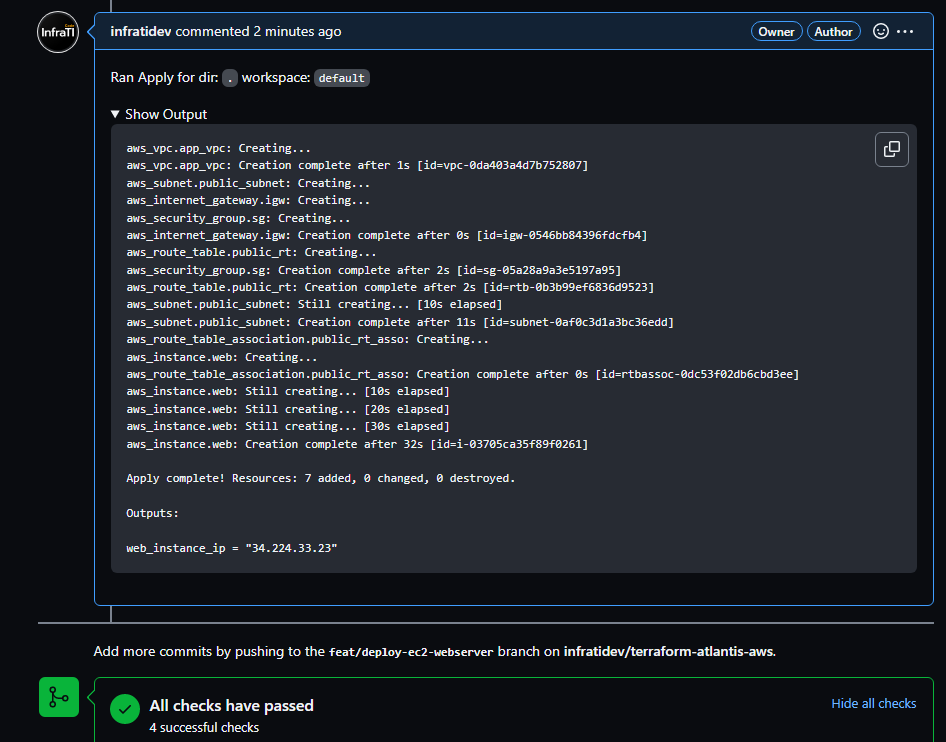 Code
InfraTI
infratidev commented 2 minutes ago
Owner
Author
Ran Apply for dir: . workspace: default
Show Output
aws_vpc.app_vpc: Creating...
aws_vpc.app_vpc: Creation complete after 1s [id=vpc-0da403a4d7b752807]
aws_subnet.public_subnet: Creating...
aws_internet_gateway.igw: Creating...
aws_security_group.sg: Creating...
aws_internet_gateway.igw: Creation complete after 0s [id=igw-0546bb84396fdcfb4]
aws_route_table.public_rt: Creating...
aws_security_group.sg: Creation complete after 2s [id=sg-05a28a9a3e5197a95]
aws_route_table.public_rt: Creation complete after 2s [id=rtb-0b3b99ef6836d9523]
aws_subnet.public_subnet: Still creating... [10s elapsed]
aws_subnet.public_subnet: Creation complete after 11s [id=subnet-0af0c3d1a3bc36edd]
aws_route_table_association.public_rt_asso: Creating...
aws_instance.web: Creating...
aws_route_table_association.public_rt_asso: Creation complete after 0s [id=rtbassoc-0dc53f02db6cbd3ee]
aws_instance.web: Still creating... [10s elapsed]
aws_instance.web: Still creating... [20s elapsed]
aws_instance.web: Still creating... [30s elapsed]
aws_instance.web: Creation complete after 32s [id=i-03705ca35f89f0261]
Apply complete! Resources: 7 added, 0 changed, 0 destroyed.
Outputs:
web_instance_ip = "34.224.33.23"
Add more commits by pushing to the feat/deploy-ec2-webserver branch on infratidev/terraform-atlantis-aws.
All checks have passed
Hide all checks
4 successful checks